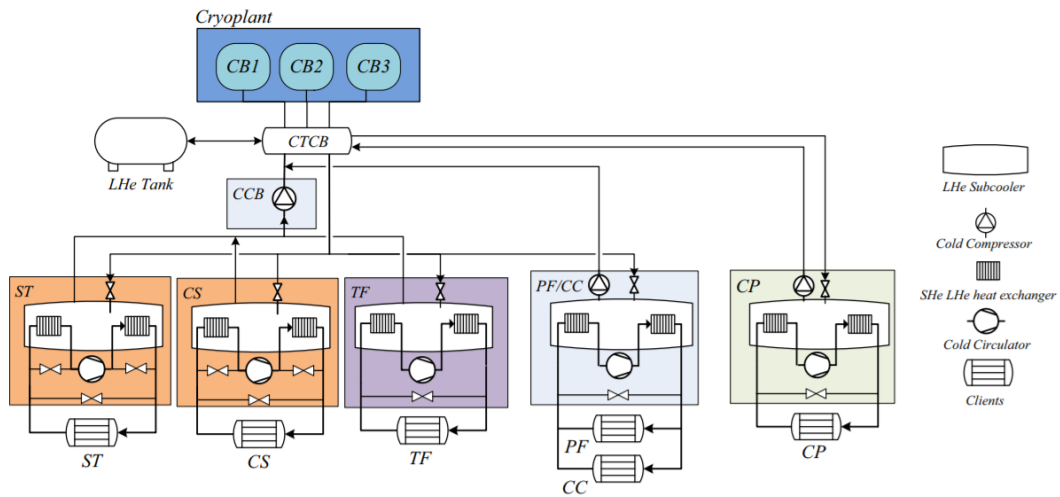 Cryoplant
CB1 CB2 CB3
CTCB
LHe Tank
CCB
LHe Subcooler
Cold Compressor
SHe LHe heat exchanger
Cold Circulator
Clients
ST CS TF PF/CC CP
ST CS TF PF CP
CC